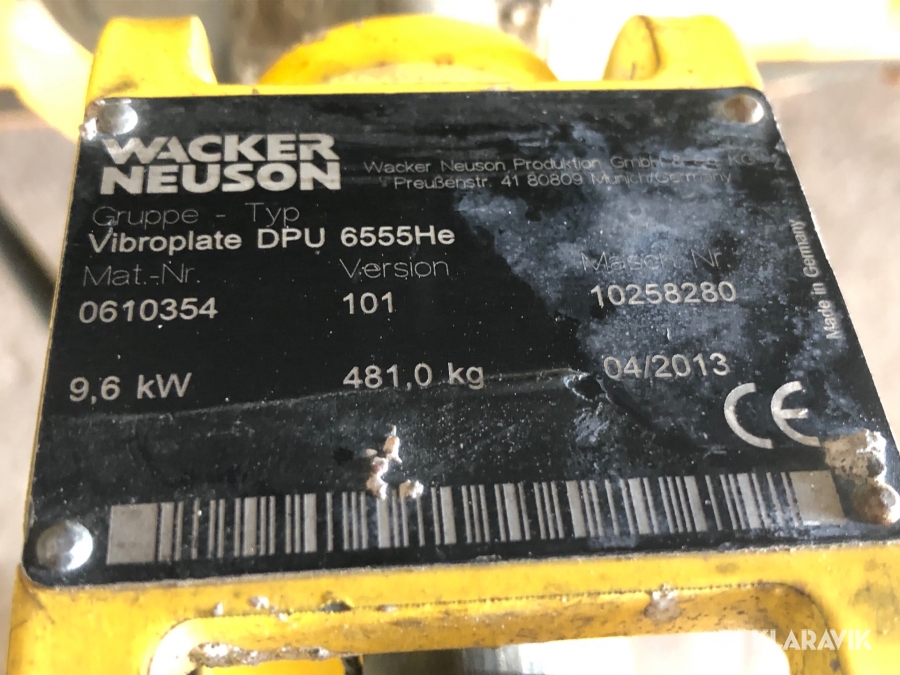 WACKER
NEUSON
Wacker Neuson Produktion GmbH & Co. KG
Preußenstr. 41 80809 Munich/Germany
Gruppe - Typ
Vibroplate DPU 6555He
Mat.-Nr. Version Masch. Nr.
0610354 101 10258280
9,6 kW 481,0 kg 04/2013
Made in Germany
CE
KLARAVIK